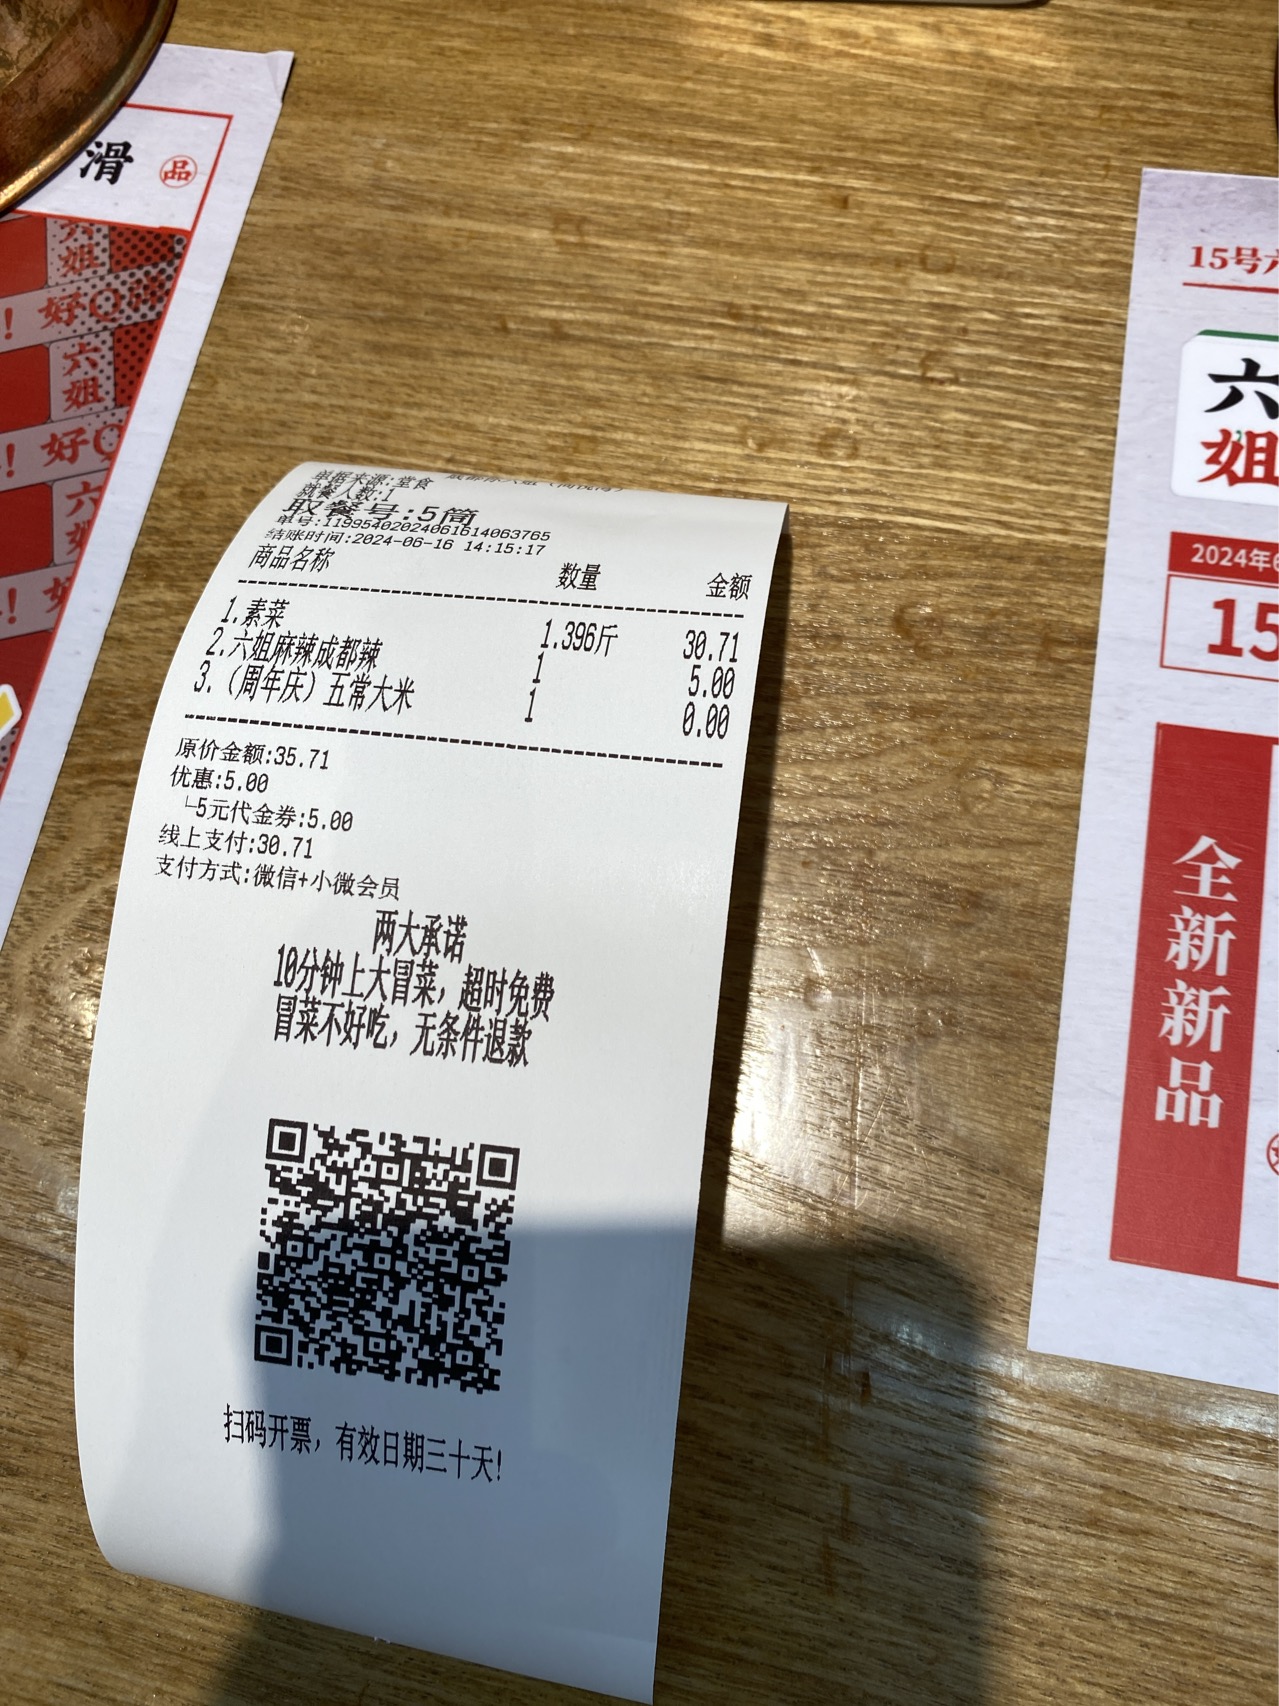 滑 品
六姐
! 好Q
六姐
! 好Q
六
! 好
单据来源:堂食
就餐人数:1
取餐号:5筒
单号:11995402024061614063765
结账时间:2024-06-16 14:15:17
商品名称 数量 金额
1.素菜 1.396斤 30.71
2.六姐麻辣成都辣 1 5.00
3.（周年庆）五常大米 1 0.00
原价金额:35.71
优惠:5.00
└5元代金券:5.00
线上支付:30.71
支付方式:微信+小微会员
两大承诺
10分钟上大冒菜，超时免费
冒菜不好吃，无条件退款
扫码开票，有效日期三十天!
15号
六
姐
2024年
15
全新新品